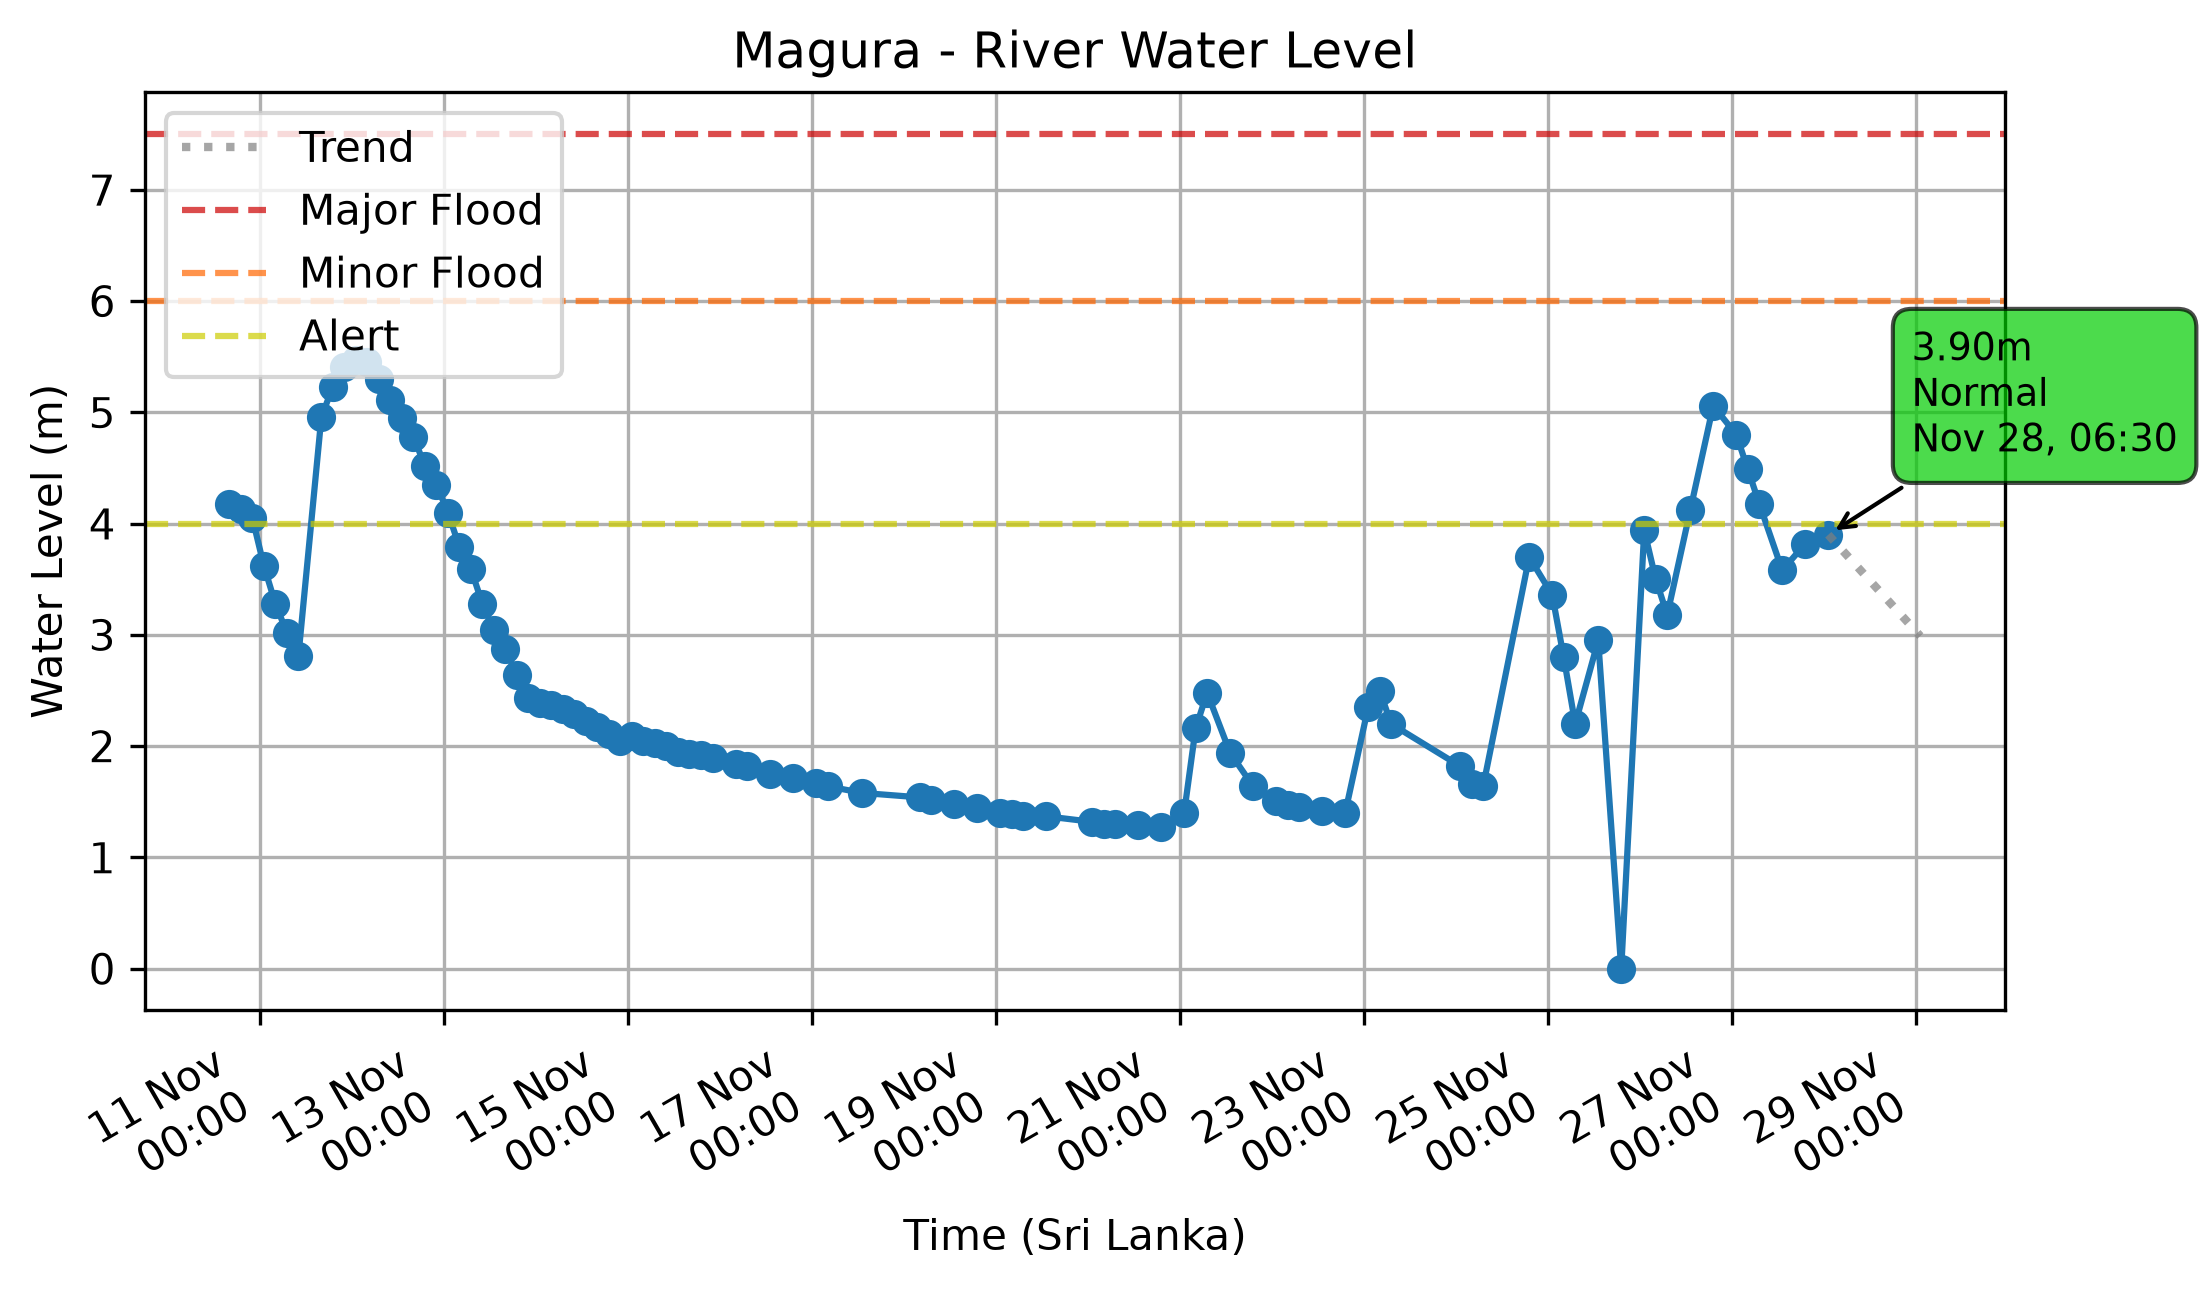 Magura - River Water Level
Trend
Major Flood
Minor Flood
Alert
3.90m
Normal
Nov 28, 06:30
Water Level (m)
7
6
5
4
3
2
1
0
11 Nov
00:00
13 Nov
00:00
15 Nov
00:00
17 Nov
00:00
19 Nov
00:00
21 Nov
00:00
23 Nov
00:00
25 Nov
00:00
27 Nov
00:00
29 Nov
00:00
Time (Sri Lanka)